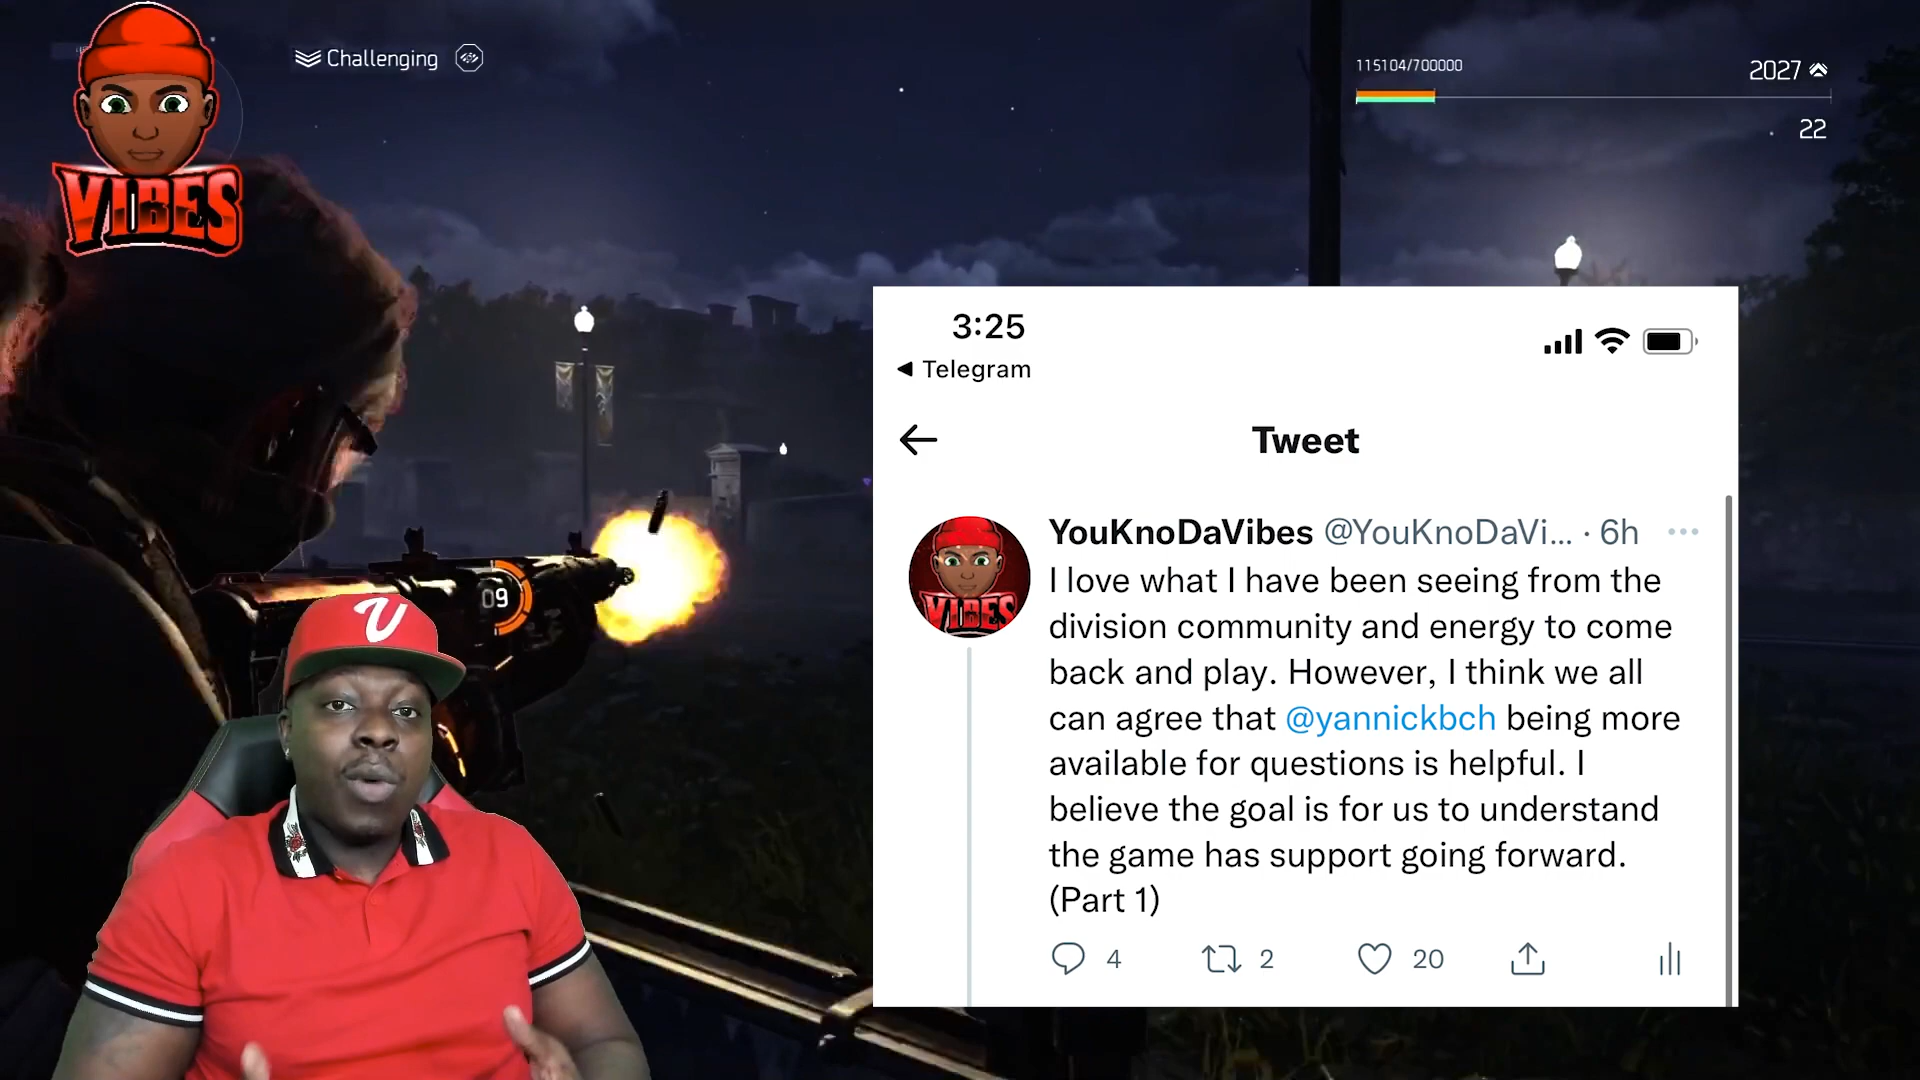 Challenging
115104/700000
2027
22
VIBES
09
3:25
Telegram
Tweet
YouKnoDaVibes @YouKnoDaVi... · 6h
I love what I have been seeing from the
division community and energy to come
back and play. However, I think we all
can agree that @yannickbch being more
available for questions is helpful. I
believe the goal is for us to understand
the game has support going forward.
(Part 1)
VIBES
4 2 20
V